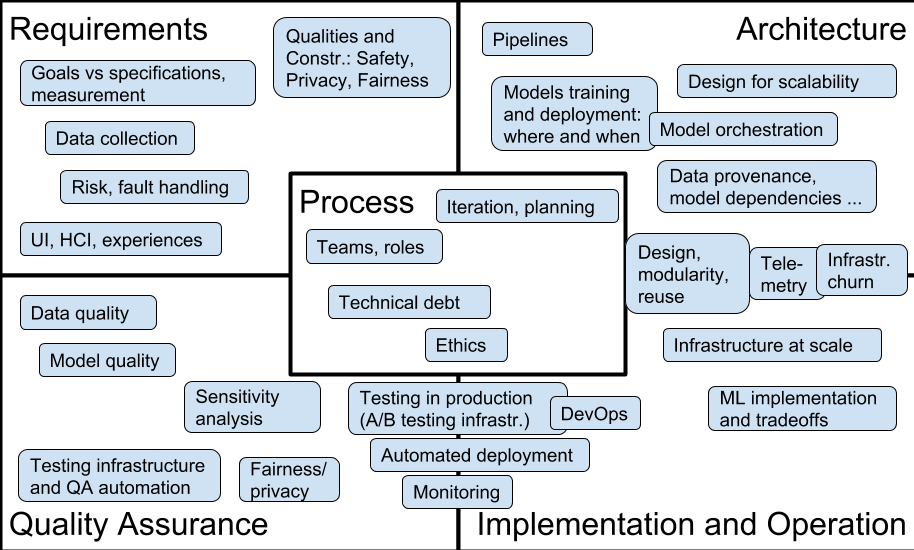 Requirements
Qualities and
Constr.: Safety,
Privacy, Fairness
Goals vs specifications,
measurement
Data collection
Risk, fault handling
UI, HCI, experiences
Architecture
Pipelines
Design for scalability
Models training
and deployment:
where and when
Model orchestration
Data provenance,
model dependencies ...
Process
Iteration, planning
Teams, roles
Technical debt
Ethics
Design,
modularity,
reuse
Tele-
metry
Infrastr.
churn
Infrastructure at scale
ML implementation
and tradeoffs
Data quality
Model quality
Sensitivity
analysis
Testing in production
(A/B testing infrastr.)
DevOps
Automated deployment
Monitoring
Testing infrastructure
and QA automation
Fairness/
privacy
Quality Assurance
Implementation and Operation